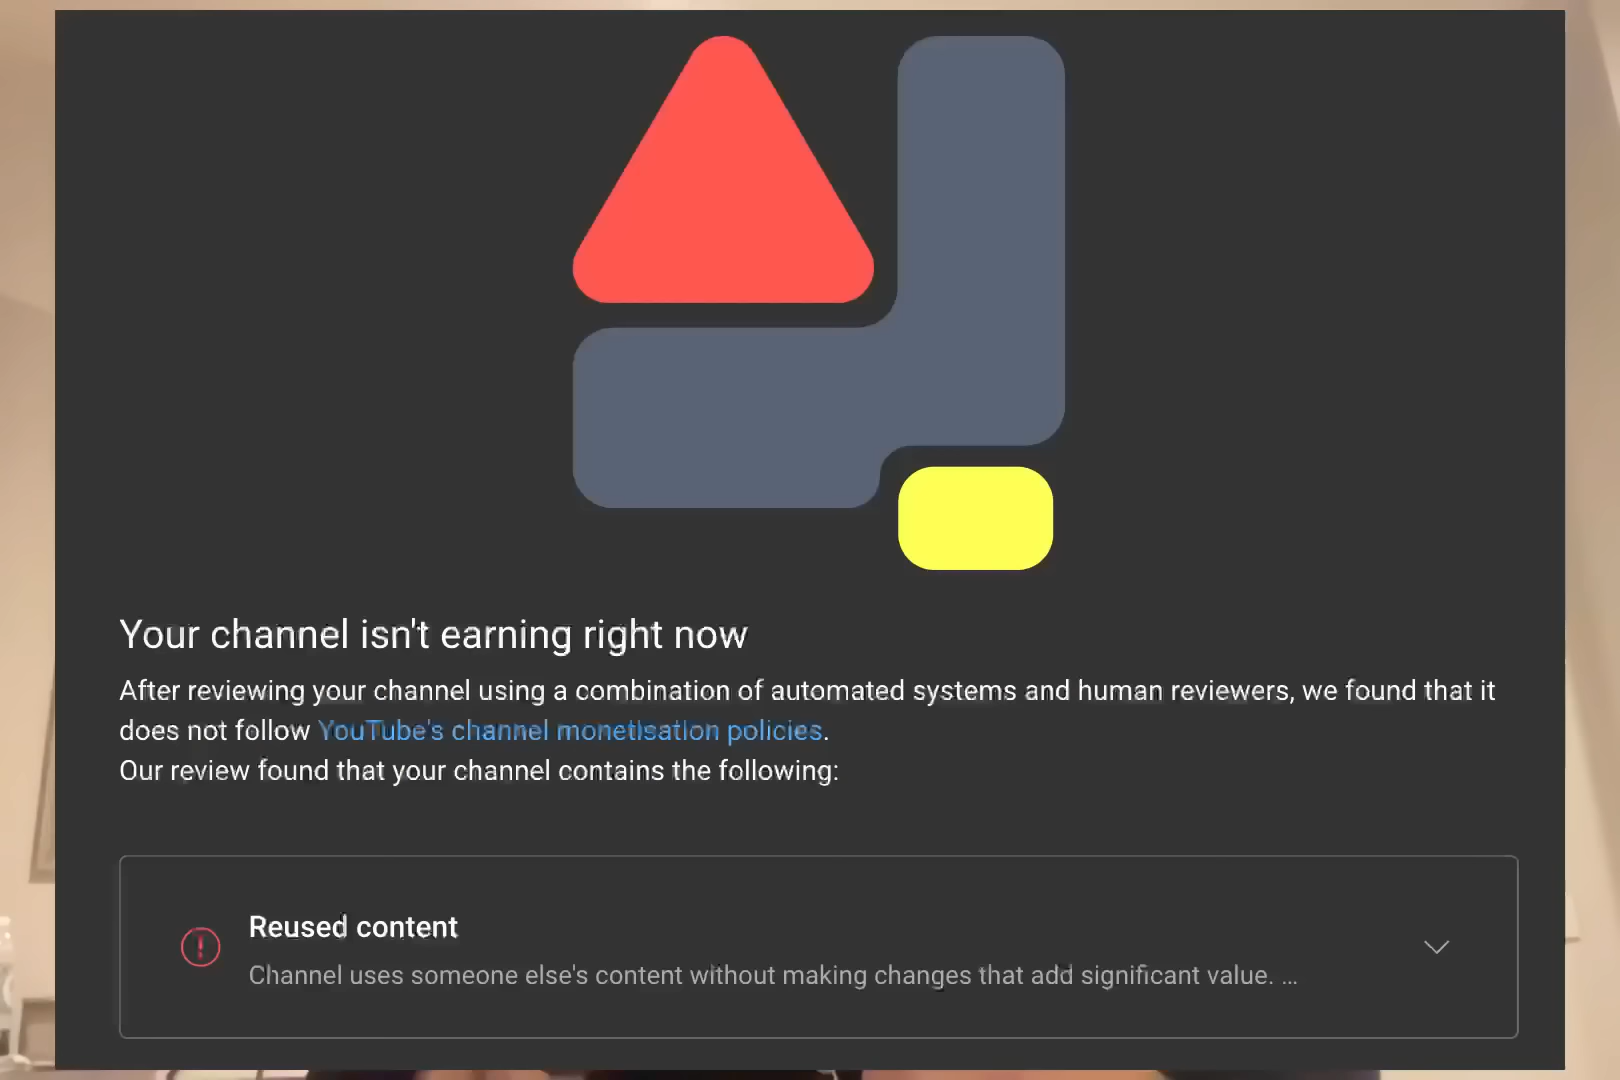 Your channel isn't earning right now
After reviewing your channel using a combination of automated systems and human reviewers, we found that it
does not follow YouTube's channel monetisation policies.
Our review found that your channel contains the following:
Reused content
Channel uses someone else's content without making changes that add significant value. ...